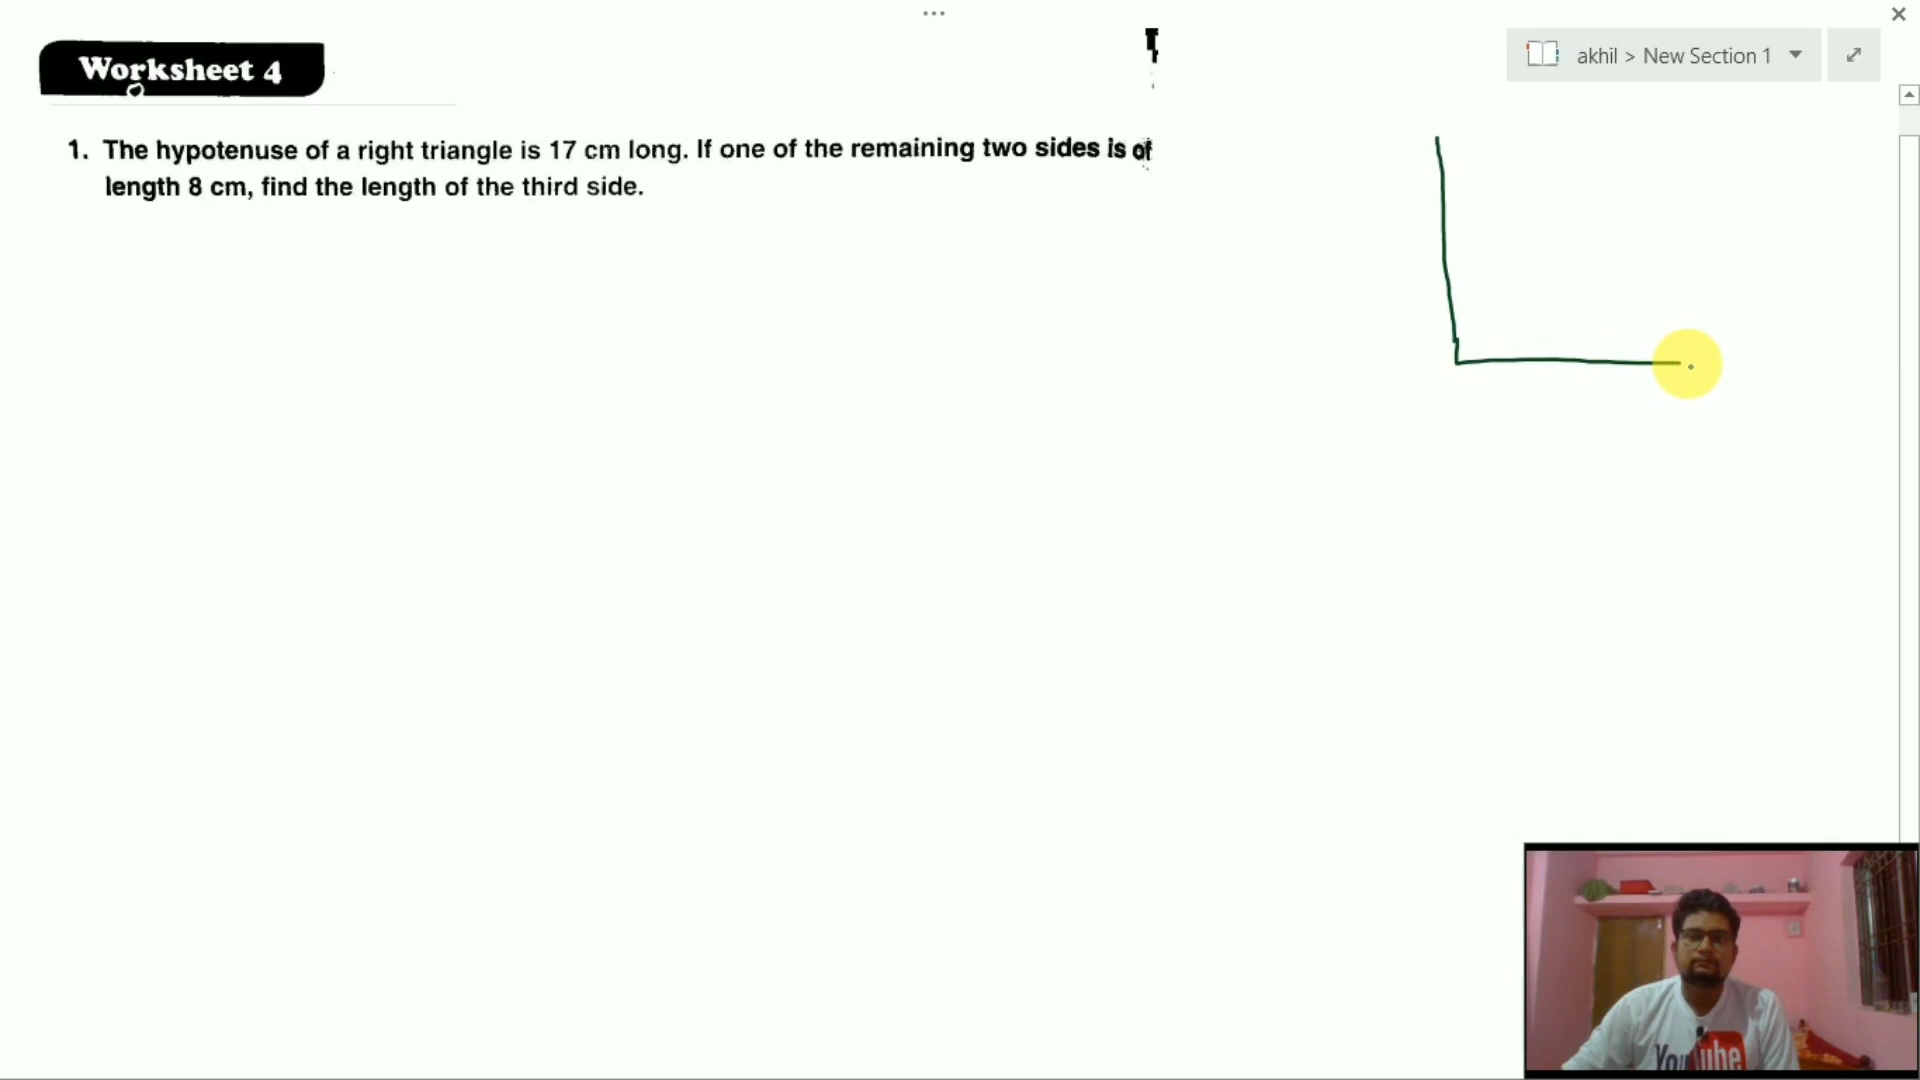 Worksheet 4
akhil > New Section 1
1. The hypotenuse of a right triangle is 17 cm long. If one of the remaining two sides is of
length 8 cm, find the length of the third side.
YouTube